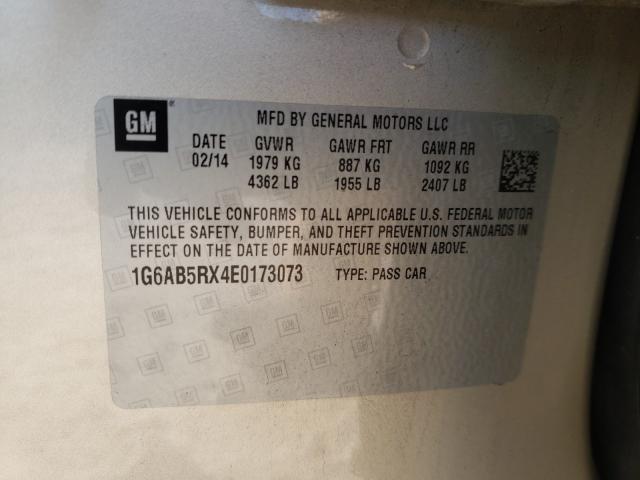 GM
MFD BY GENERAL MOTORS LLC
DATE GVWR GAWR FRT GAWR RR
02/14 1979 KG 887 KG 1092 KG
4362 LB 1955 LB 2407 LB
THIS VEHICLE CONFORMS TO ALL APPLICABLE U.S. FEDERAL MOTOR
VEHICLE SAFETY, BUMPER, AND THEFT PREVENTION STANDARDS IN
EFFECT ON THE DATE OF MANUFACTURE SHOWN ABOVE.
1G6AB5RX4E0173073 TYPE: PASS CAR